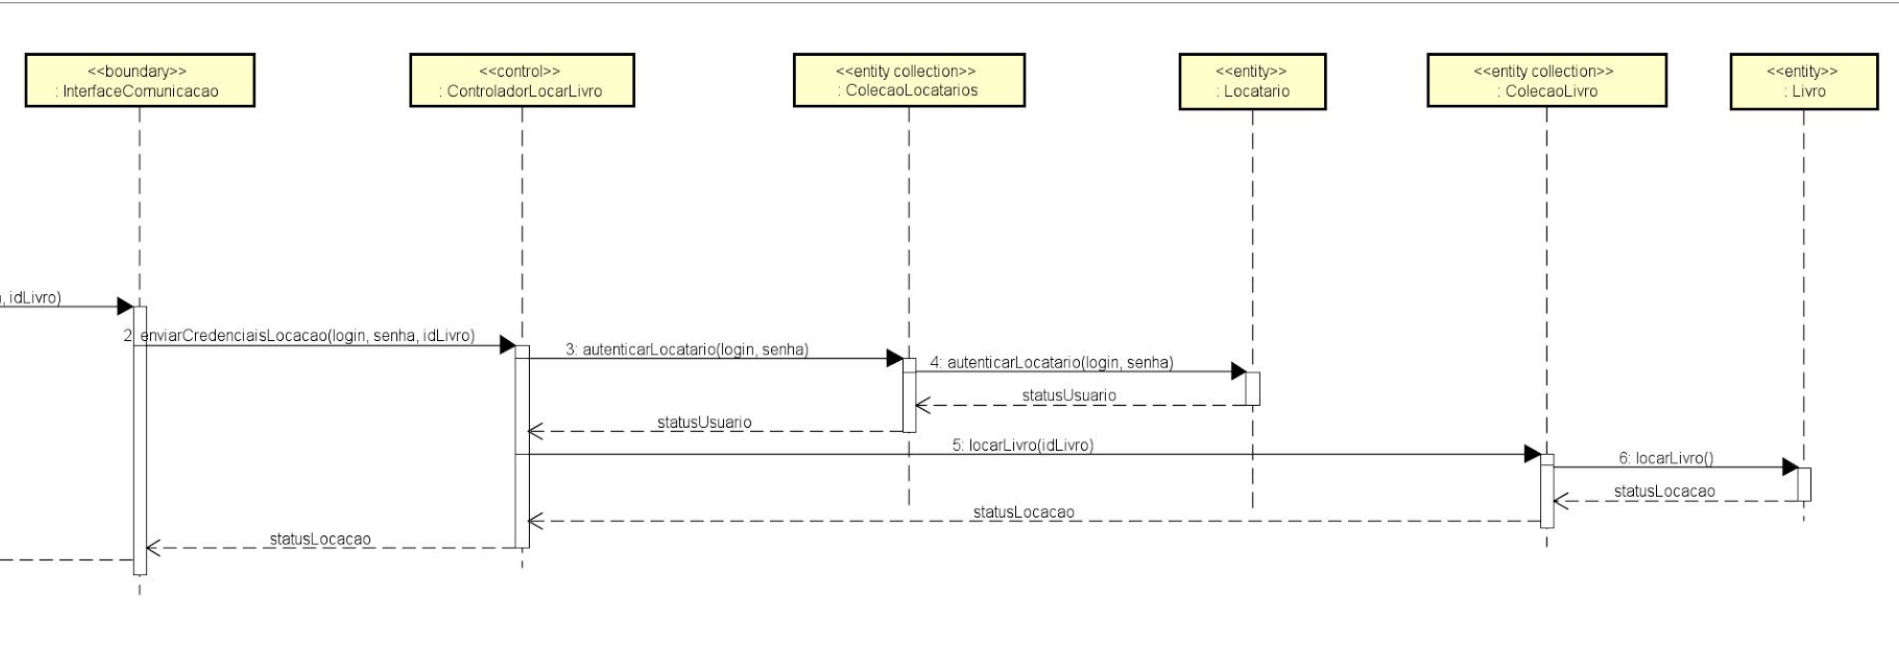 <<boundary>>
: InterfaceComunicacao
<<control>>
: ControladorLocarLivro
<<entity collection>>
: ColecaoLocatarios
<<entity>>
: Locatario
<<entity collection>>
: ColecaoLivro
<<entity>>
: Livro
, idLivro)
2 enviarCredenciaisLocacao(login, senha, idLivro)
3: autenticarLocatario(login, senha)
4: autenticarLocatario(login, senha)
statusUsuario
statusUsuario
5: locarLivro(idLivro)
6: locarLivro()
statusLocacao
statusLocacao
statusLocacao